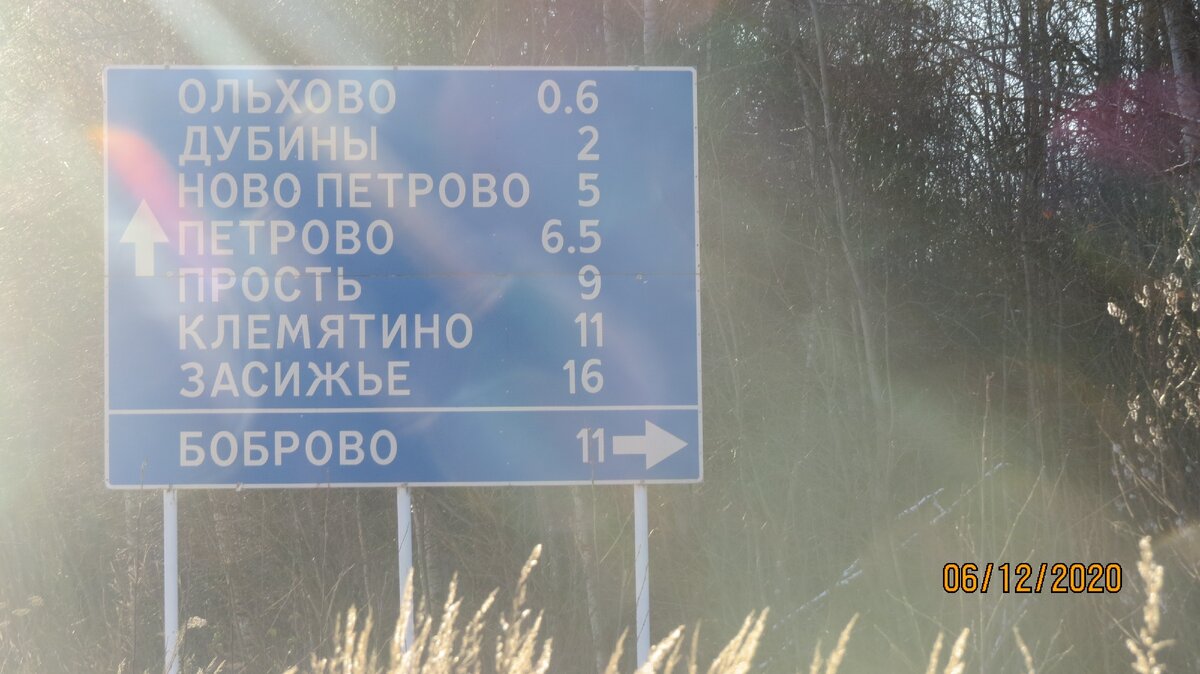 ОЛЬХОВО 0.6
ДУБИНЫ 2
НОВО ПЕТРОВО 5
ПЕТРОВО 6.5
ПРОСТЬ 9
КЛЕМЯТИНО 11
ЗАСИЖЬЕ 16
БОБРОВО 11
06/12/2020